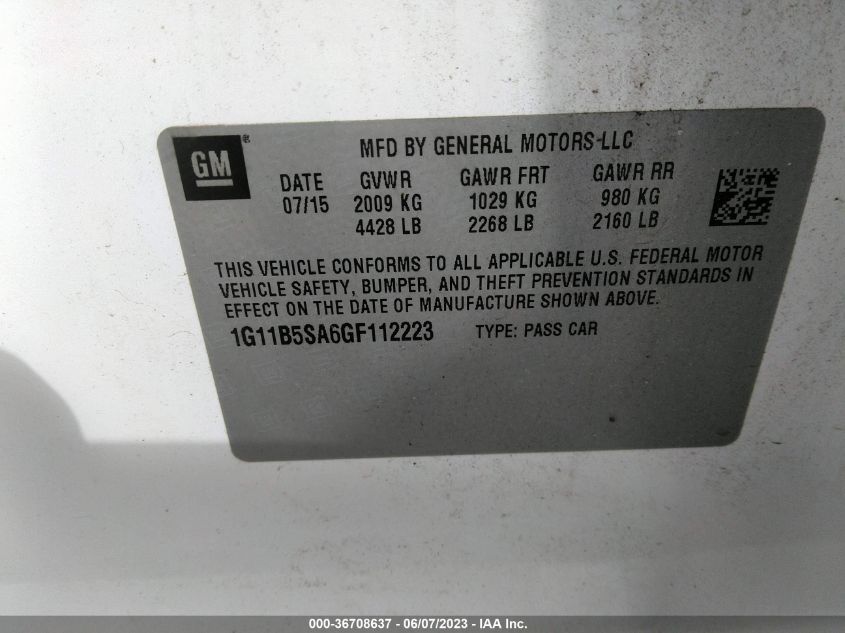 GM ®
MFD BY GENERAL MOTORS LLC
DATE GVWR GAWR FRT GAWR RR
07/15 2009 KG 1029 KG 980 KG
4428 LB 2268 LB 2160 LB
THIS VEHICLE CONFORMS TO ALL APPLICABLE U.S. FEDERAL MOTOR
VEHICLE SAFETY, BUMPER, AND THEFT PREVENTION STANDARDS IN
EFFECT ON THE DATE OF MANUFACTURE SHOWN ABOVE.
1G11B5SA6GF112223 TYPE: PASS CAR
000-36708637 - 06/07/2023 - IAA Inc.